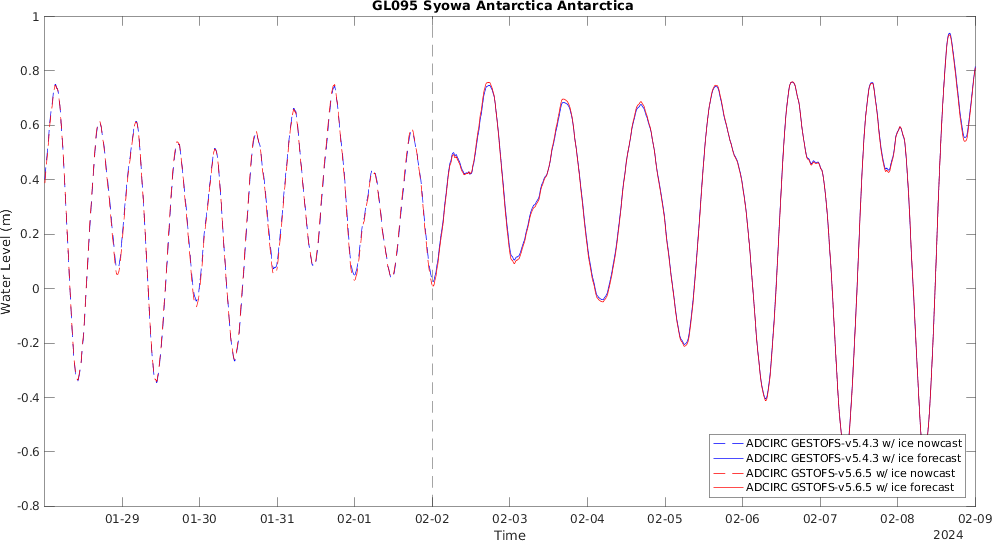 GL095 Syowa Antarctica Antarctica
Water Level (m)
1
0.8
0.6
0.4
0.2
0
-0.2
-0.4
-0.6
-0.8
ADCIRC GESTOFS-v5.4.3 w/ ice nowcast
ADCIRC GESTOFS-v5.4.3 w/ ice forecast
ADCIRC GSTOFS-v5.6.5 w/ ice nowcast
ADCIRC GSTOFS-v5.6.5 w/ ice forecast
01-29 01-30 01-31 02-01 02-02 02-03 02-04 02-05 02-06 02-07 02-08 02-09
Time
2024